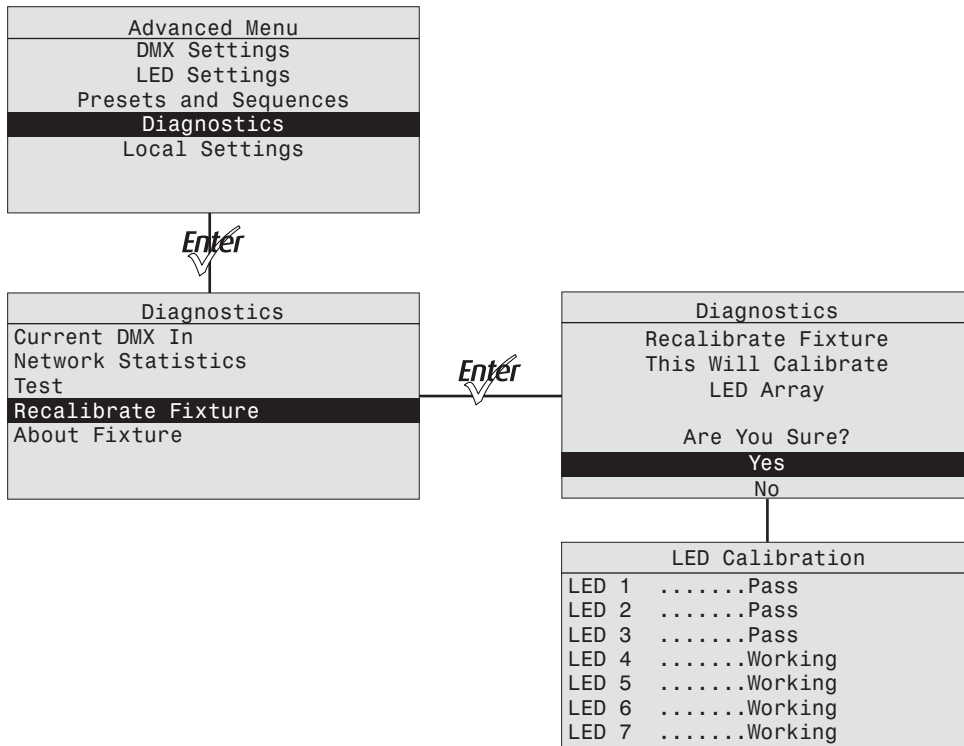 Advanced Menu
DMX Settings
LED Settings
Presets and Sequences
Diagnostics
Local Settings
Enter
Diagnostics
Current DMX In
Network Statistics
Test
Recalibrate Fixture
About Fixture
Enter
Diagnostics
Recalibrate Fixture
This Will Calibrate
LED Array
Are You Sure?
Yes
No
LED Calibration
LED 1 .......Pass
LED 2 .......Pass
LED 3 .......Pass
LED 4 .......Working
LED 5 .......Working
LED 6 .......Working
LED 7 .......Working